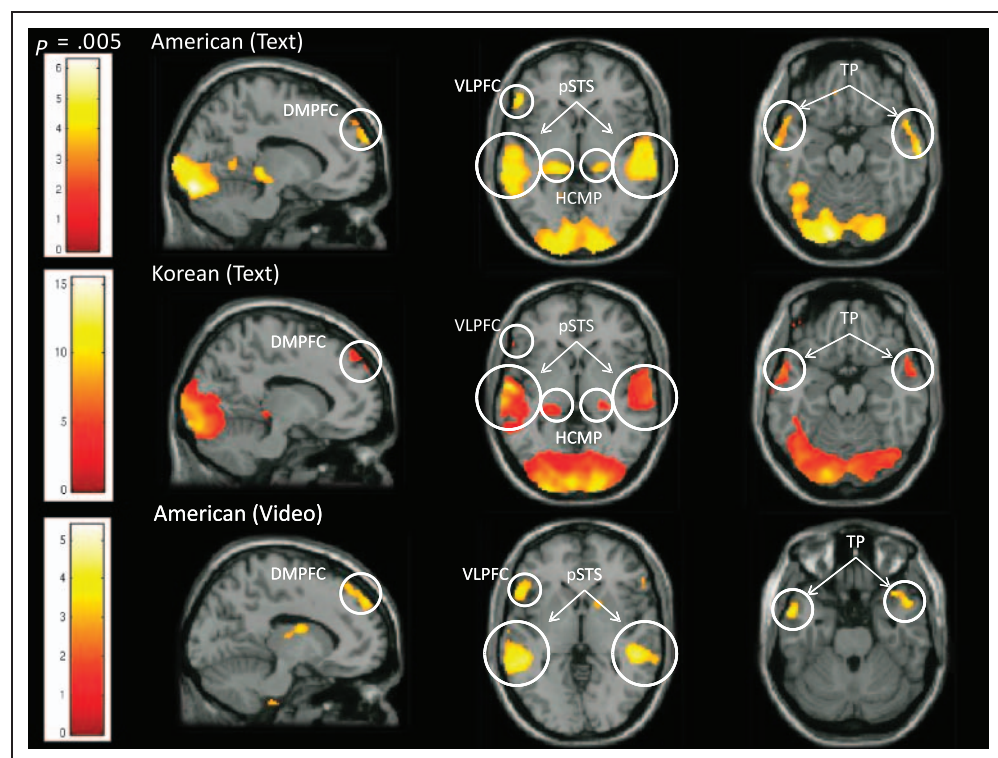 P = .005
American (Text)
6
5
4
3
2
1
0
DMPFC
VLPFC
pSTS
HCMP
TP
Korean (Text)
15
10
5
0
DMPFC
VLPFC
pSTS
HCMP
TP
American (Video)
5
4
3
2
1
0
DMPFC
VLPFC
pSTS
TP